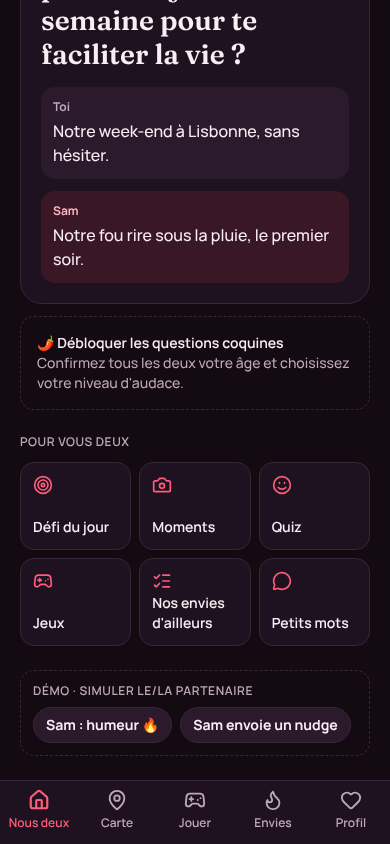 semaine pour te
faciliter la vie ?
Toi
Notre week-end à Lisbonne, sans
hésiter.
Sam
Notre fou rire sous la pluie, le premier
soir.
🌶️ Débloquer les questions coquines
Confirmez tous les deux votre âge et choisissez
votre niveau d'audace.
POUR VOUS DEUX
Défi du jour
Moments
Quiz
Jeux
Nos envies
d'ailleurs
Petits mots
DÉMO · SIMULER LE/LA PARTENAIRE
Sam : humeur 🔥
Sam envoie un nudge
Nous deux
Carte
Jouer
Envies
Profil